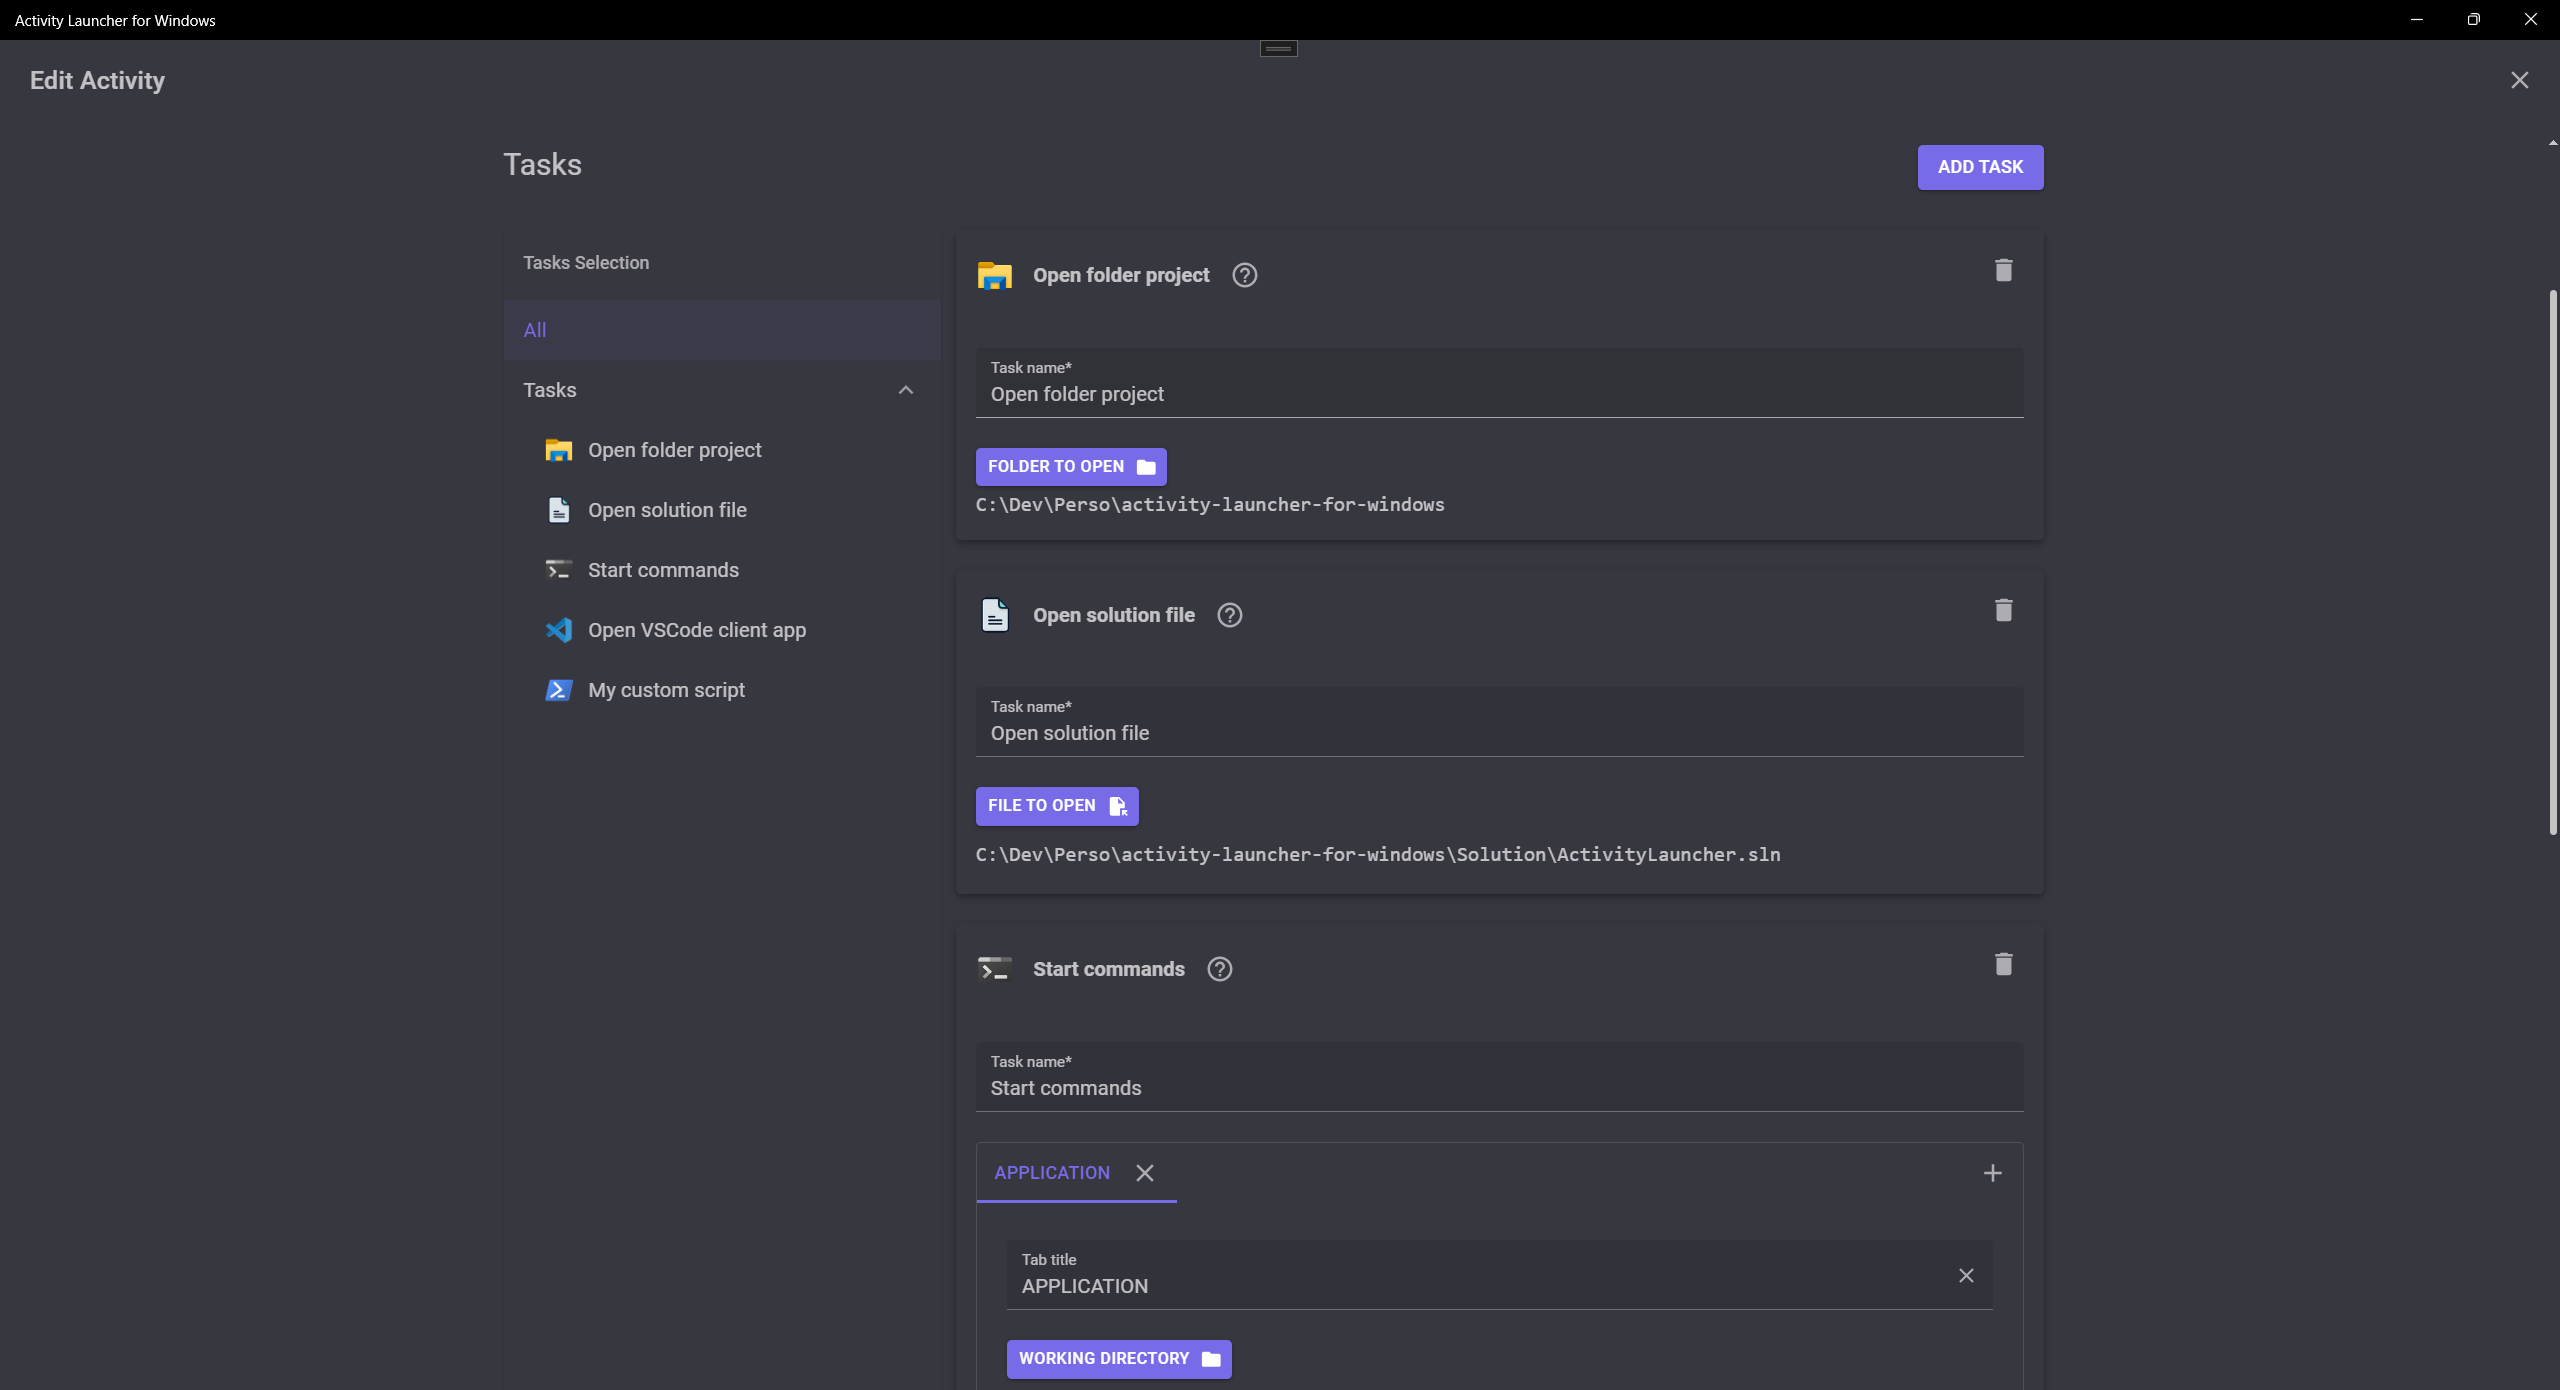 Activity Launcher for Windows
Edit Activity
Tasks
ADD TASK
Tasks Selection
All
Tasks
Open folder project
Open solution file
Start commands
Open VSCode client app
My custom script
Open folder project
Task name*
Open folder project
FOLDER TO OPEN
C:\Dev\Perso\activity-launcher-for-windows
Open solution file
Task name*
Open solution file
FILE TO OPEN
C:\Dev\Perso\activity-launcher-for-windows\Solution\ActivityLauncher.sln
Start commands
Task name*
Start commands
APPLICATION
Tab title
APPLICATION
WORKING DIRECTORY